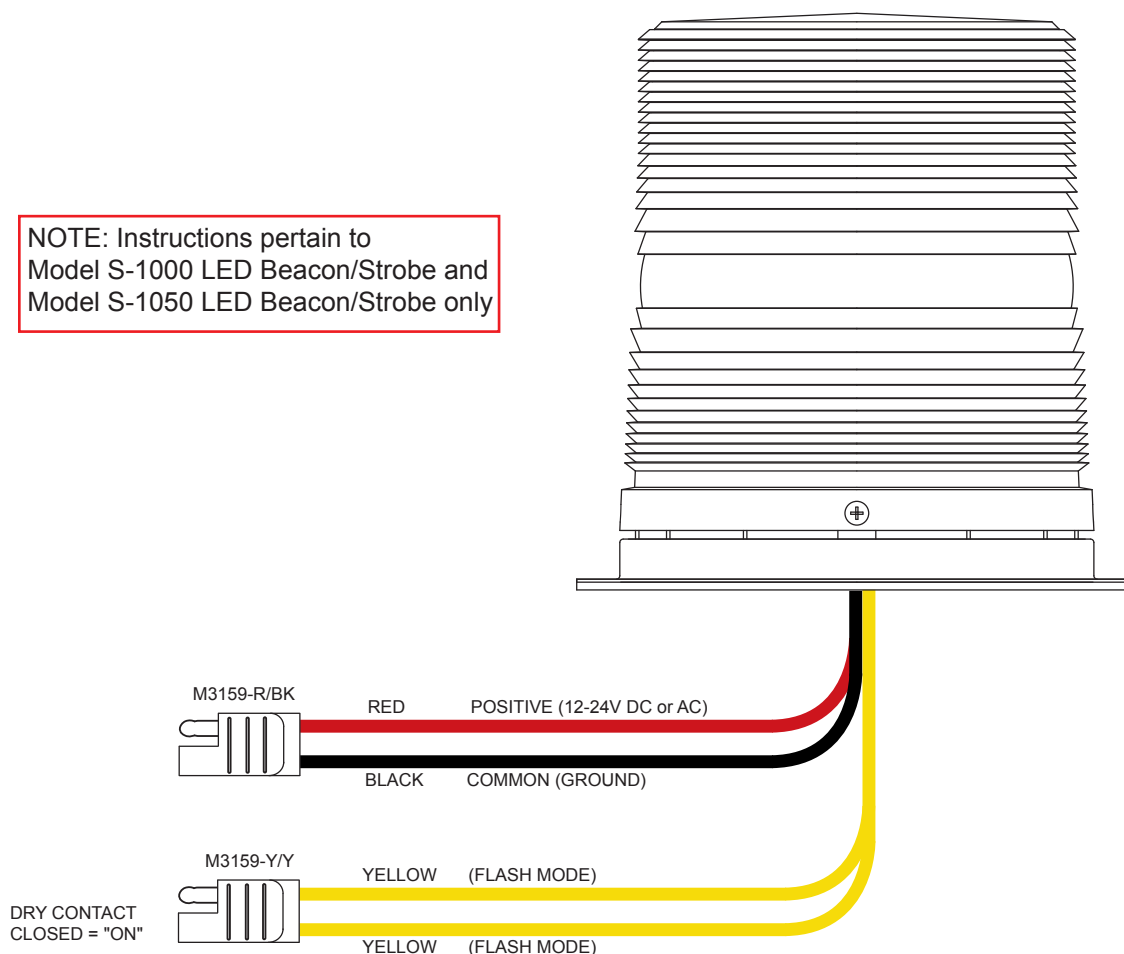 NOTE: Instructions pertain to
Model S-1000 LED Beacon/Strobe and
Model S-1050 LED Beacon/Strobe only
M3159-R/BK
RED POSITIVE (12-24V DC or AC)
BLACK COMMON (GROUND)
M3159-Y/Y
YELLOW (FLASH MODE)
DRY CONTACT
CLOSED = "ON"
YELLOW (FLASH MODE)